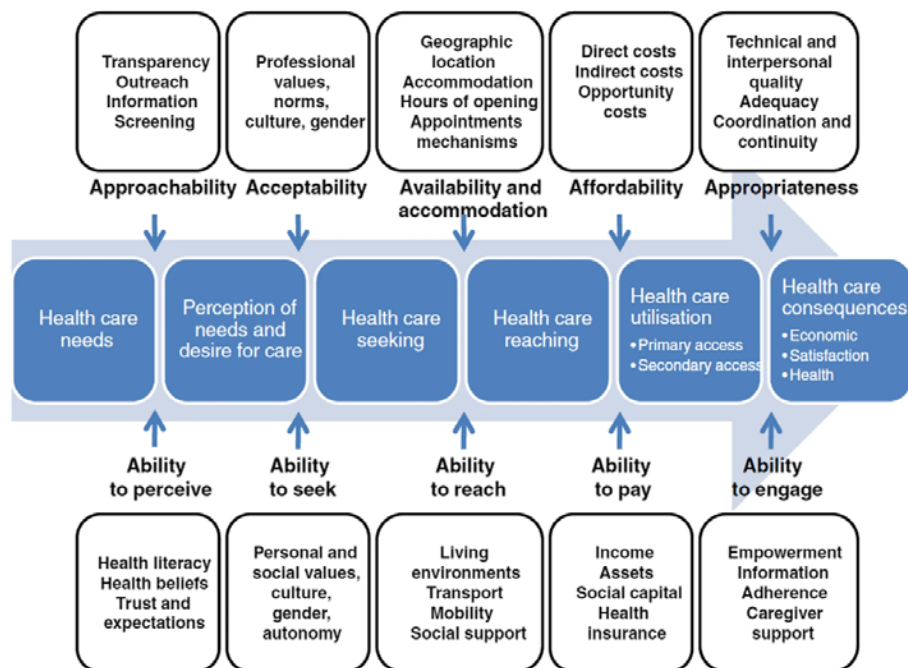 Transparency
Outreach
Information
Screening
Professional
values,
norms,
culture, gender
Geographic
location
Accommodation
Hours of opening
Appointments
mechanisms
Direct costs
Indirect costs
Opportunity
costs
Technical and
interpersonal
quality
Adequacy
Coordination and
continuity
Approachability
Acceptability
Availability and
accommodation
Affordability
Appropriateness
Health care
needs
Perception of
needs and
desire for care
Health care
seeking
Health care
reaching
Health care
utilisation
•Primary access
•Secondary access
Health care
consequences
•Economic
•Satisfaction
•Health
Ability
to perceive
Ability
to seek
Ability
to reach
Ability
to pay
Ability
to engage
Health literacy
Health beliefs
Trust and
expectations
Personal and
social values,
culture,
gender,
autonomy
Living
environments
Transport
Mobility
Social support
Income
Assets
Social capital
Health
insurance
Empowerment
Information
Adherence
Caregiver
support